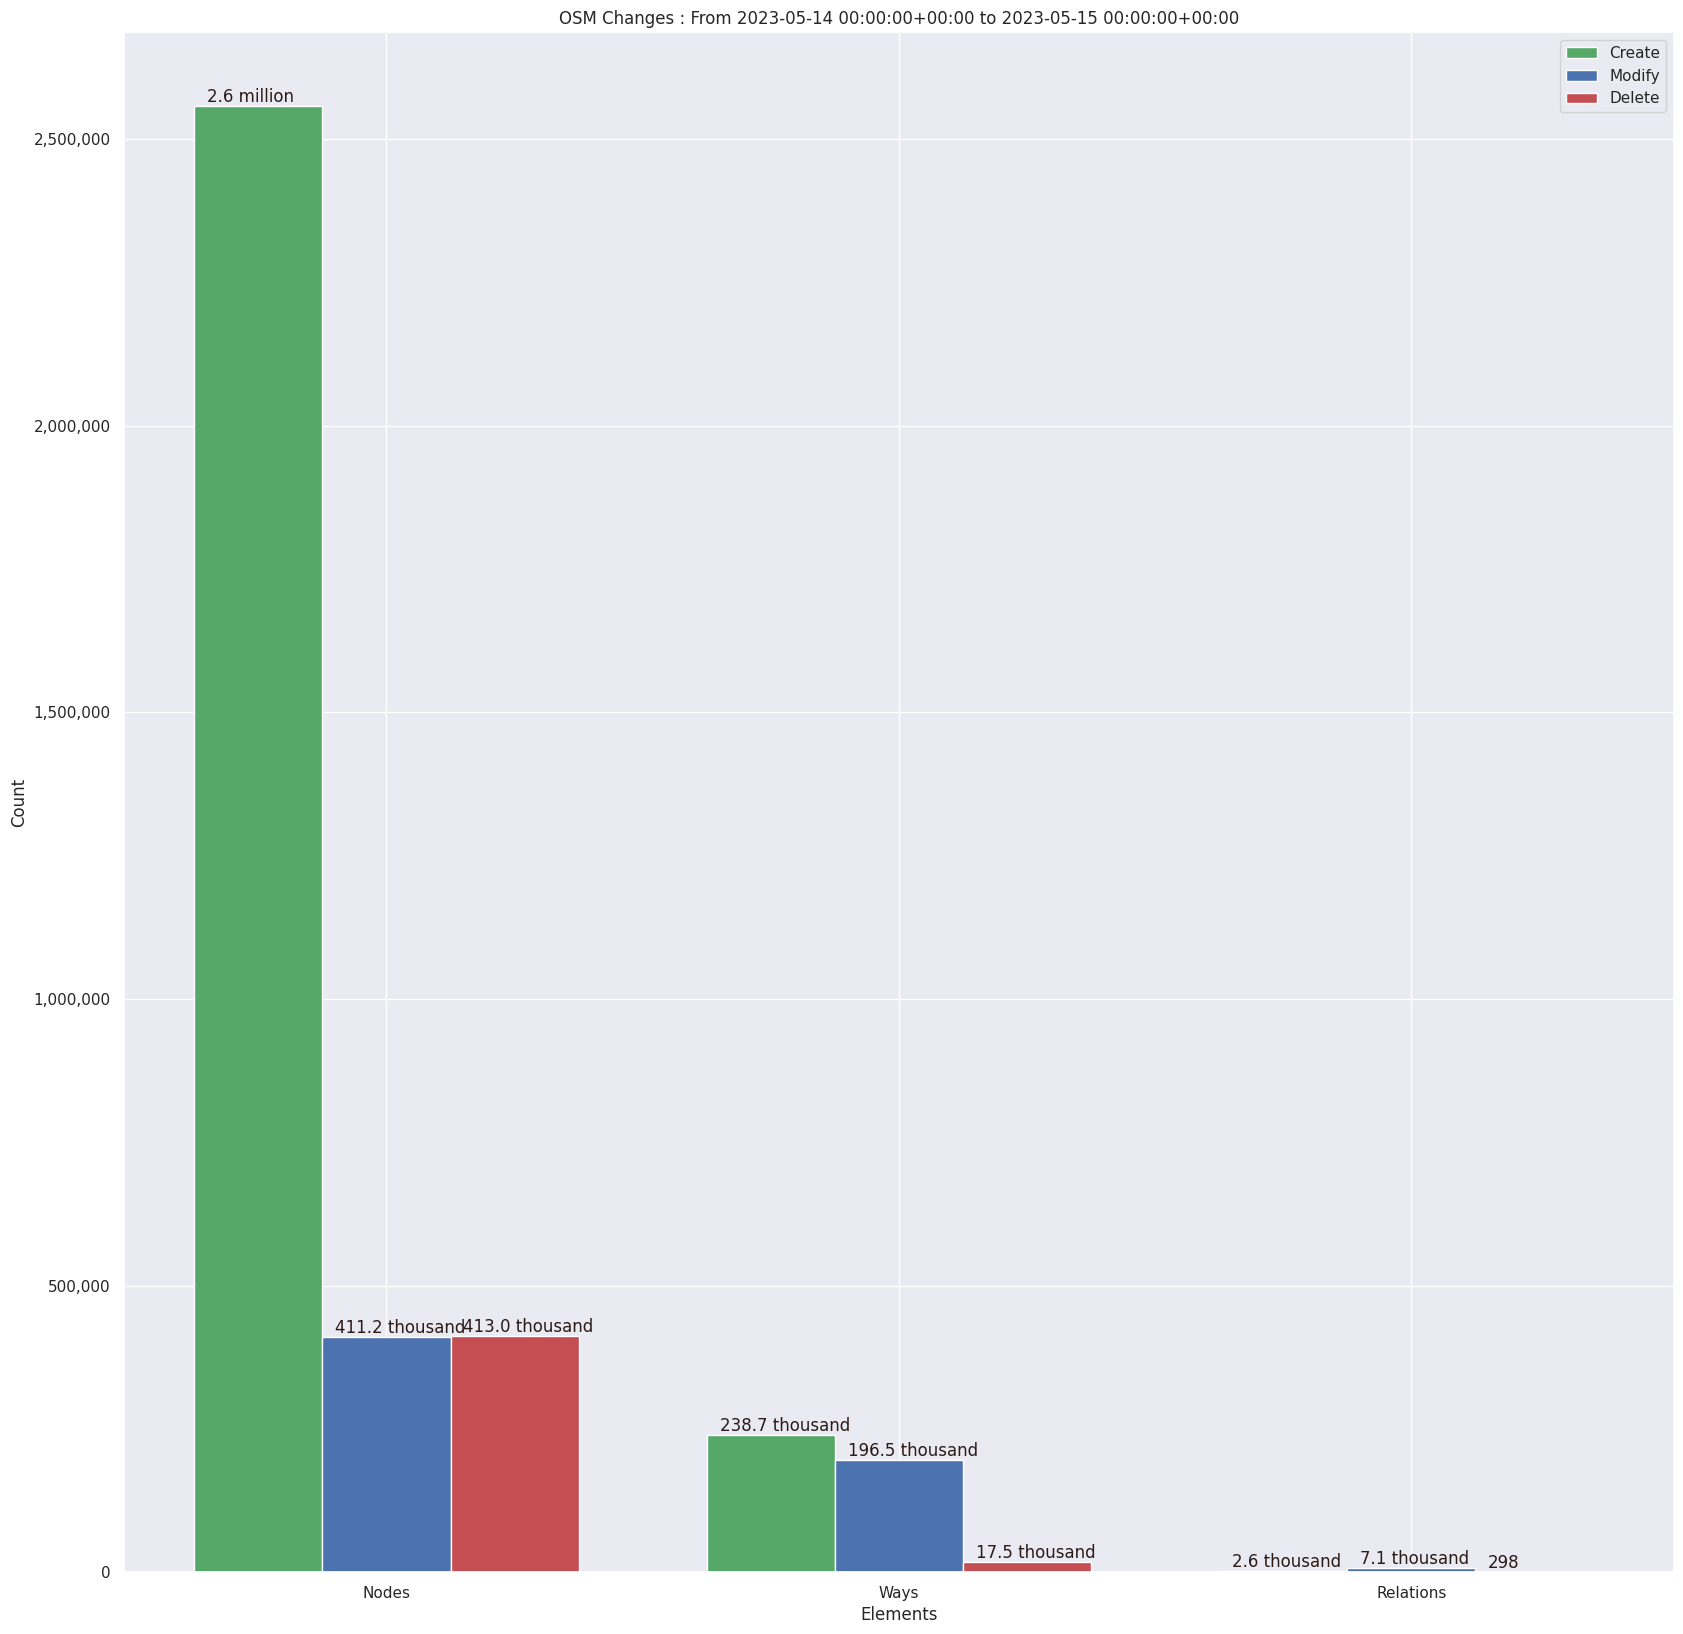 OSM Changes : From 2023-05-14 00:00:00+00:00 to 2023-05-15 00:00:00+00:00
Create
Modify
Delete
2.6 million
2,500,000
2,000,000
1,500,000
1,000,000
500,000
0
Count
411.2 thousand
413.0 thousand
238.7 thousand
196.5 thousand
17.5 thousand
2.6 thousand
7.1 thousand
298
Nodes
Ways
Relations
Elements